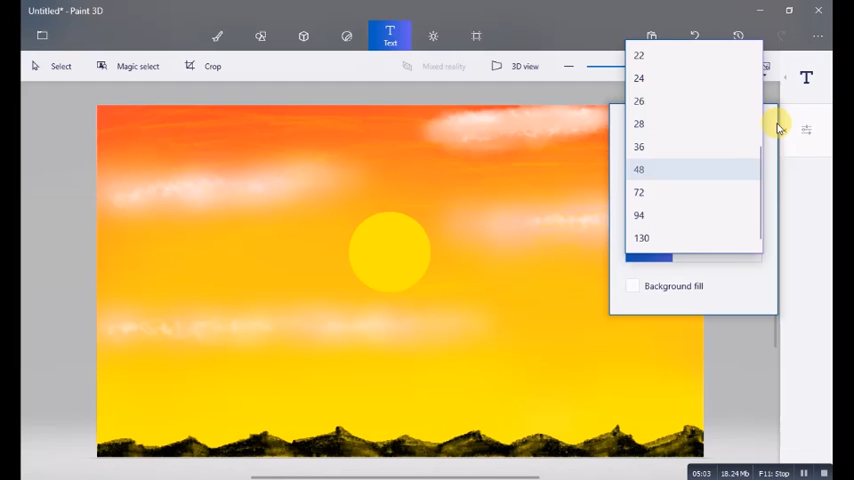 Untitled* - Paint 3D
Text
Select
Magic select
Crop
Mixed reality
3D view
22
24
26
28
36
48
72
94
130
Background fill
05:03 18.24 Mb F11: Stop